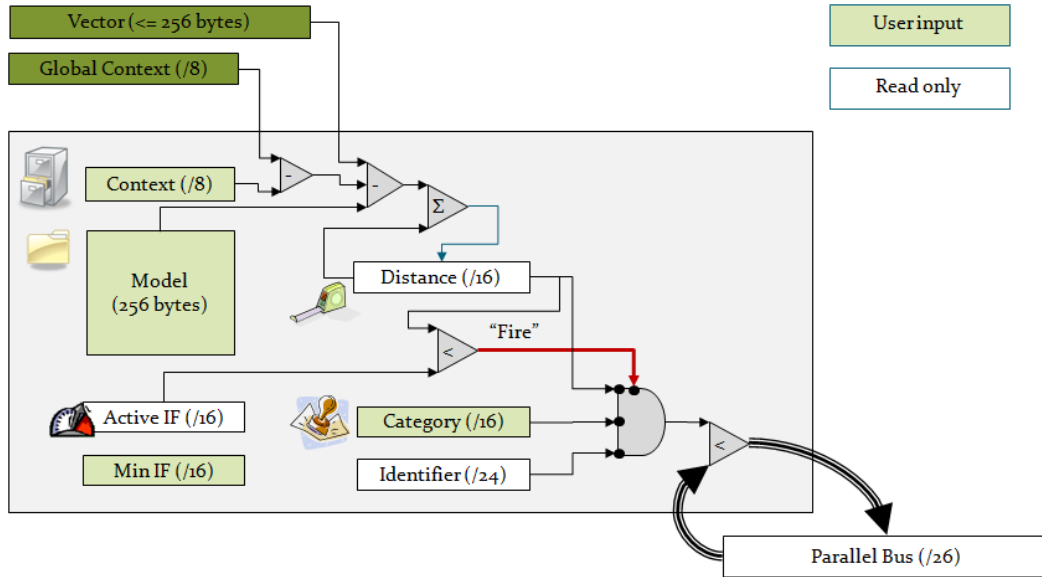 Vector (<= 256 bytes)
User input
Global Context (/8)
Read only
Context (/8)
-
-
Σ
Model
(256 bytes)
Distance (/16)
"Fire"
<
Active IF (/16)
Category (/16)
<
Min IF (/16)
Identifier (/24)
Parallel Bus (/26)